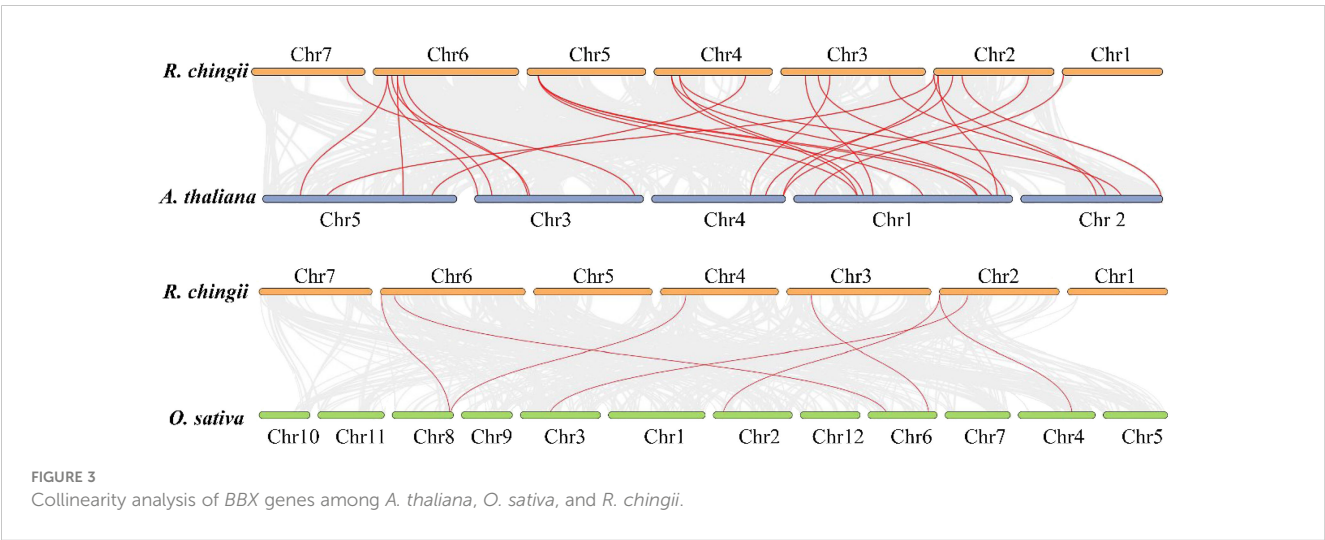 Chr7 Chr6 Chr5 Chr4 Chr3 Chr2 Chr1
R. chingii
A. thaliana
Chr5 Chr3 Chr4 Chr1 Chr 2
Chr7 Chr6 Chr5 Chr4 Chr3 Chr2 Chr1
R. chingii
O. sativa
Chr10 Chr11 Chr8 Chr9 Chr3 Chr1 Chr2 Chr12 Chr6 Chr7 Chr4 Chr5
FIGURE 3
Collinearity analysis of BBX genes among A. thaliana, O. sativa, and R. chingii.